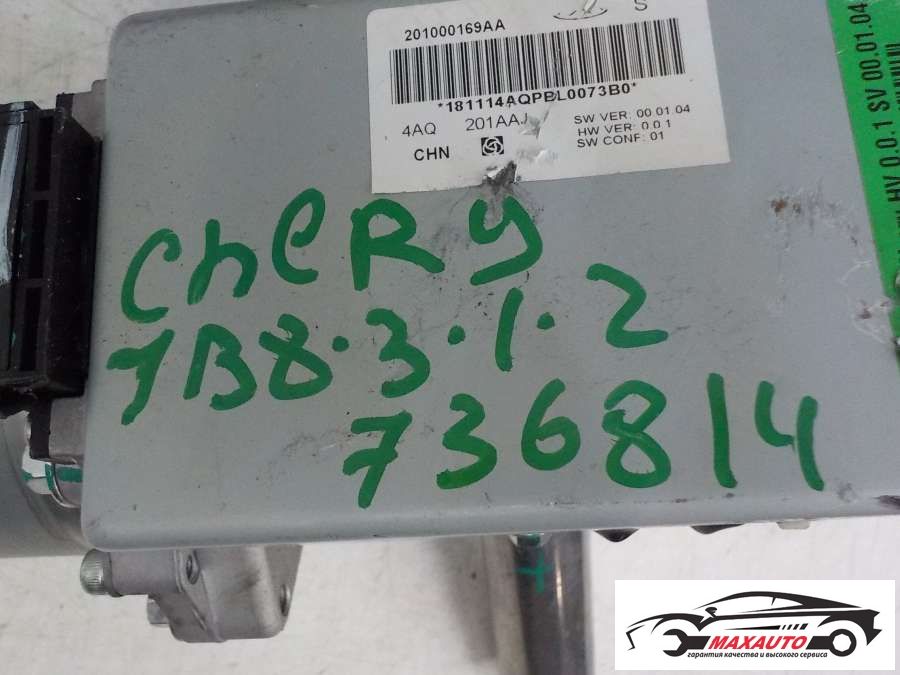 201000169AA
S
*181114AQPBL0073B0*
4AQ 201AAJ
SW VER: 00.01.04
HW VER: 0.0.1
SW CONF: 01
CHN
HV 0.0.1 SV 00.01.04
CHERY
1B8.3.1.2
736814
MAXAUTO
гарантия качества и высокого сервиса